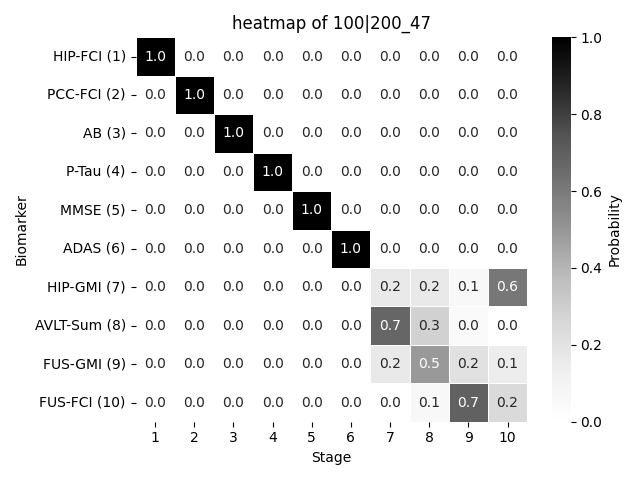 heatmap of 100|200_47
Biomarker
HIP-FCI (1) 1.0 0.0 0.0 0.0 0.0 0.0 0.0 0.0 0.0 0.0
PCC-FCI (2) 0.0 1.0 0.0 0.0 0.0 0.0 0.0 0.0 0.0 0.0
AB (3) 0.0 0.0 1.0 0.0 0.0 0.0 0.0 0.0 0.0 0.0
P-Tau (4) 0.0 0.0 0.0 1.0 0.0 0.0 0.0 0.0 0.0 0.0
MMSE (5) 0.0 0.0 0.0 0.0 1.0 0.0 0.0 0.0 0.0 0.0
ADAS (6) 0.0 0.0 0.0 0.0 0.0 1.0 0.0 0.0 0.0 0.0
HIP-GMI (7) 0.0 0.0 0.0 0.0 0.0 0.0 0.2 0.2 0.1 0.6
AVLT-Sum (8) 0.0 0.0 0.0 0.0 0.0 0.0 0.7 0.3 0.0 0.0
FUS-GMI (9) 0.0 0.0 0.0 0.0 0.0 0.0 0.2 0.5 0.2 0.1
FUS-FCI (10) 0.0 0.0 0.0 0.0 0.0 0.0 0.0 0.1 0.7 0.2
1 2 3 4 5 6 7 8 9 10
Stage
1.0
0.8
0.6
0.4
0.2
0.0
Probability